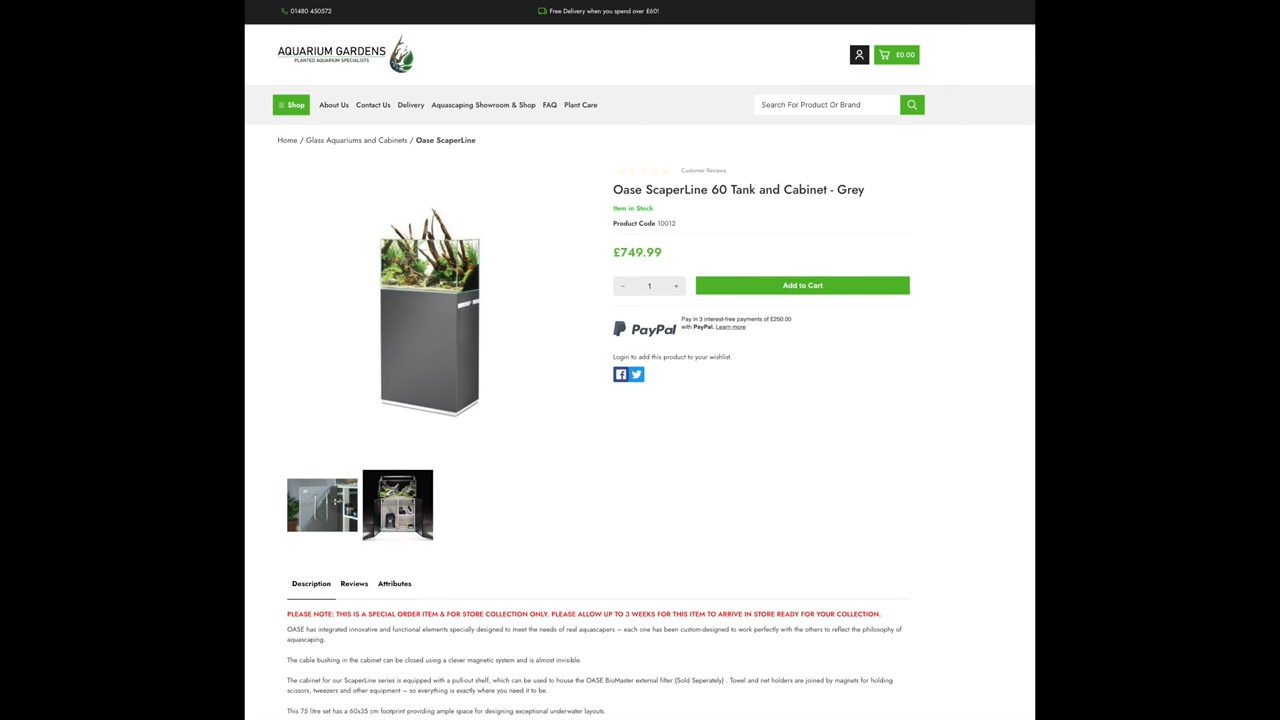 01480 450572
Free Delivery when you spend over £60!
AQUARIUM GARDENS
PLANTED AQUARIUM SPECIALISTS
£0.00
Shop About Us Contact Us Delivery Aquascaping Showroom & Shop FAQ Plant Care
Search For Product Or Brand
Home / Glass Aquariums and Cabinets / Oase ScaperLine
Customer Reviews
Oase ScaperLine 60 Tank and Cabinet - Grey
Item in Stock
Product Code 10012
£749.99
− 1 + Add to Cart
PayPal
Pay in 3 interest-free payments of £250.00
with PayPal. Learn more
Login to add this product to your wishlist.
Description Reviews Attributes
PLEASE NOTE: THIS IS A SPECIAL ORDER ITEM & FOR STORE COLLECTION ONLY. PLEASE ALLOW UP TO 3 WEEKS FOR THIS ITEM TO ARRIVE IN STORE READY FOR YOUR COLLECTION.
OASE has integrated innovative and functional elements specially designed to meet the needs of real aquascapers – each one has been custom-designed to work perfectly with the others to reflect the philosophy of
aquascaping.
The cable bushing in the cabinet can be closed using a clever magnetic system and is almost invisible.
The cabinet for our ScaperLine series is equipped with a pull-out shelf, which can be used to house the OASE BioMaster external filter (Sold Seperately) . Towel and net holders are joined by magnets for holding
scissors, tweezers and other equipment – so everything is exactly where you need it to be.
This 75 litre set has a 60x35 cm footprint providing ample space for designing exceptional underwater layouts.